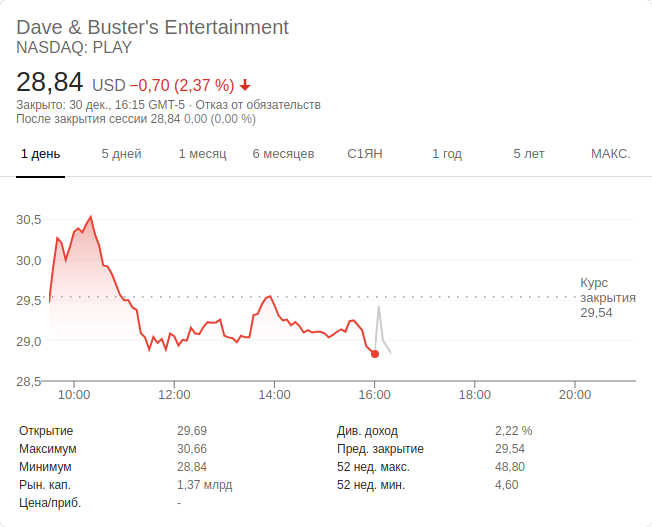 Dave & Buster's Entertainment
NASDAQ: PLAY
28,84 USD −0,70 (2,37 %)
Закрыто: 30 дек., 16:15 GMT-5 · Отказ от обязательств
После закрытия сессии 28,84 0,00 (0,00 %)
1 день 5 дней 1 месяц 6 месяцев С1ЯН 1 год 5 лет МАКС.
30,5
30,0
Курс
закрытия
29,54
29,5
29,0
28,5
10:00 12:00 14:00 16:00 18:00 20:00
Открытие 29,69 Див. доход 2,22 %
Максимум 30,66 Пред. закрытие 29,54
Минимум 28,84 52 нед. макс. 48,80
Рын. кап. 1,37 млрд 52 нед. мин. 4,60
Цена/приб. -